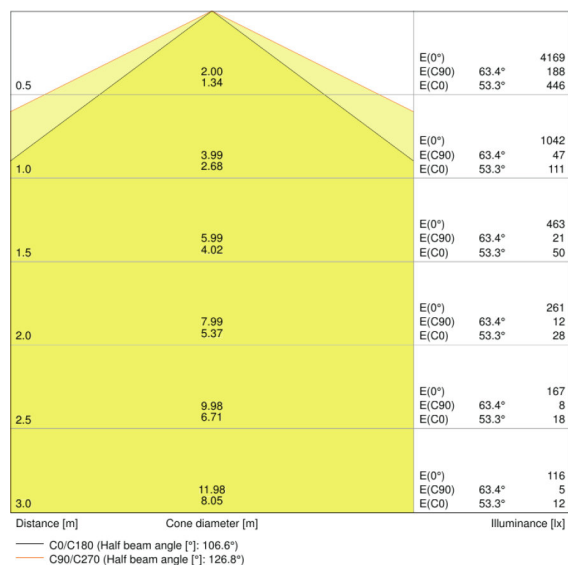 E(0°) 4169
2.00 E(C90) 63.4° 188
0.5 1.34 E(C0) 53.3° 446
E(0°) 1042
3.99 E(C90) 63.4° 47
1.0 2.68 E(C0) 53.3° 111
E(0°) 463
5.99 E(C90) 63.4° 21
1.5 4.02 E(C0) 53.3° 50
E(0°) 261
7.99 E(C90) 63.4° 12
2.0 5.37 E(C0) 53.3° 28
E(0°) 167
9.98 E(C90) 63.4° 8
2.5 6.71 E(C0) 53.3° 18
E(0°) 116
11.98 E(C90) 63.4° 5
3.0 8.05 E(C0) 53.3° 12
Distance [m] Cone diameter [m] Illuminance [lx]
C0/C180 (Half beam angle [°]: 106.6°)
C90/C270 (Half beam angle [°]: 126.8°)